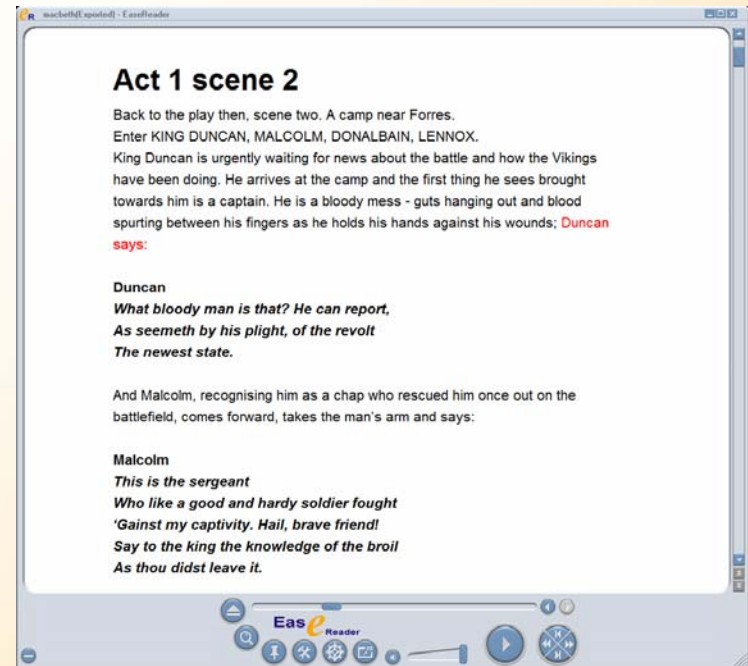 eR macbeth(Exported) - EaseReader
Act 1 scene 2
Back to the play then, scene two. A camp near Forres.
Enter KING DUNCAN, MALCOLM, DONALBAIN, LENNOX.
King Duncan is urgently waiting for news about the battle and how the Vikings
have been doing. He arrives at the camp and the first thing he sees brought
towards him is a captain. He is a bloody mess - guts hanging out and blood
spurting between his fingers as he holds his hands against his wounds; Duncan
says:
Duncan
What bloody man is that? He can report,
As seemeth by his plight, of the revolt
The newest state.
And Malcolm, recognising him as a chap who rescued him once out on the
battlefield, comes forward, takes the man's arm and says:
Malcolm
This is the sergeant
Who like a good and hardy soldier fought
‘Gainst my captivity. Hail, brave friend!
Say to the king the knowledge of the broil
As thou didst leave it.
Ease Reader